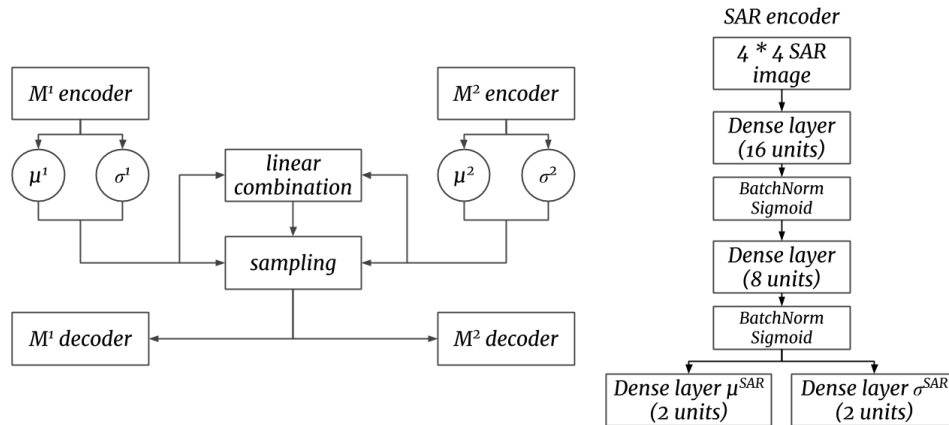 M¹ encoder
M² encoder
μ¹
σ¹
linear
combination
μ²
σ²
sampling
M¹ decoder
M² decoder
SAR encoder
4 * 4 SAR
image
Dense layer
(16 units)
BatchNorm
Sigmoid
Dense layer
(8 units)
BatchNorm
Sigmoid
Dense layer μ^SAR
(2 units)
Dense layer σ^SAR
(2 units)